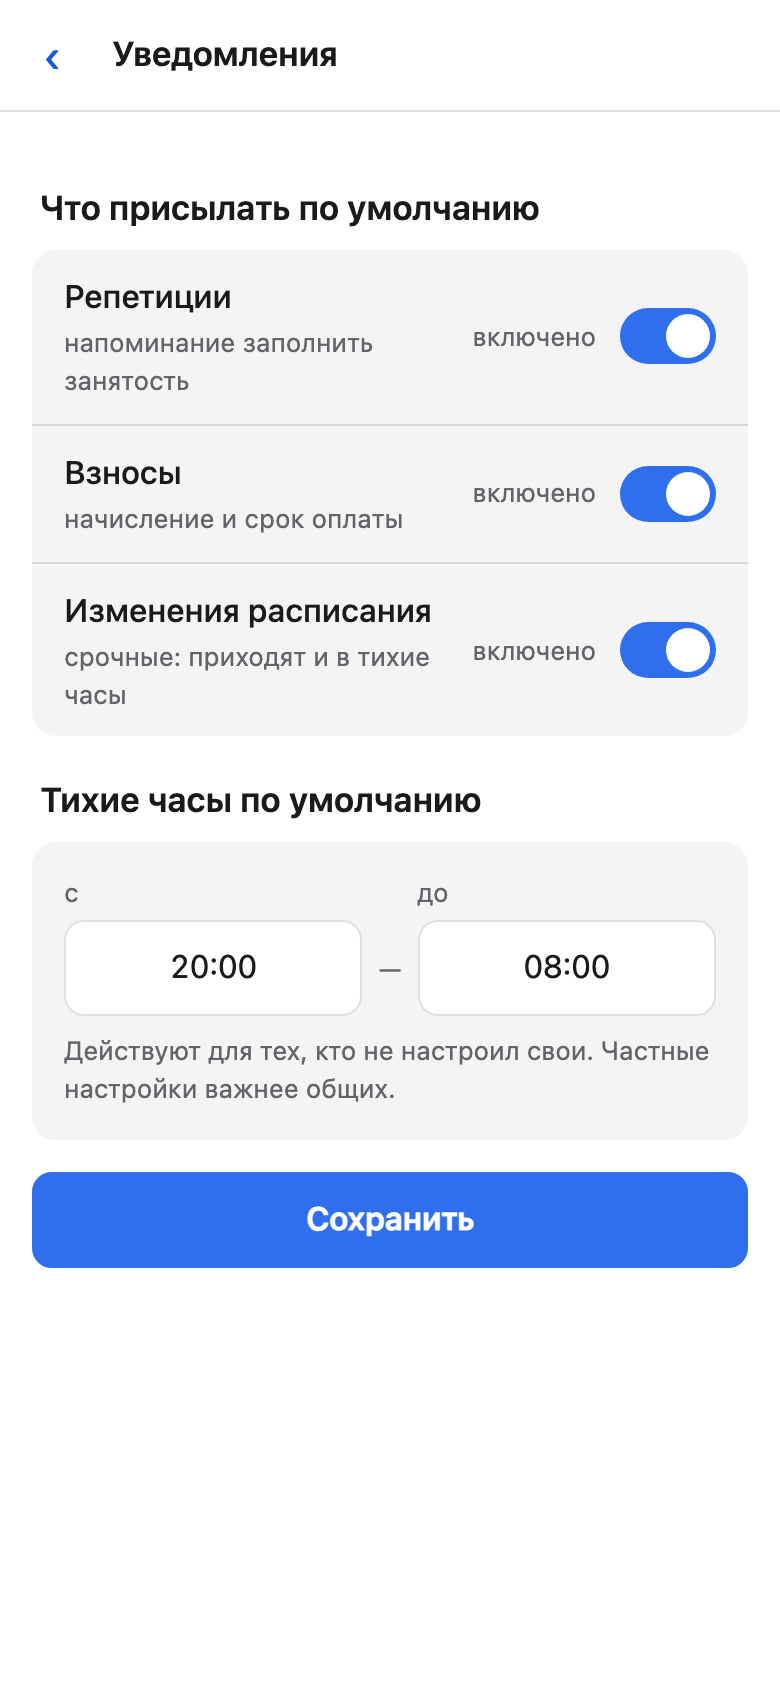 ‹ Уведомления
Что присылать по умолчанию
Репетиции
напоминание заполнить
занятость
включено
Взносы
начисление и срок оплаты
включено
Изменения расписания
срочные: приходят и в тихие
часы
включено
Тихие часы по умолчанию
с до
20:00 – 08:00
Действуют для тех, кто не настроил свои. Частные
настройки важнее общих.
Сохранить